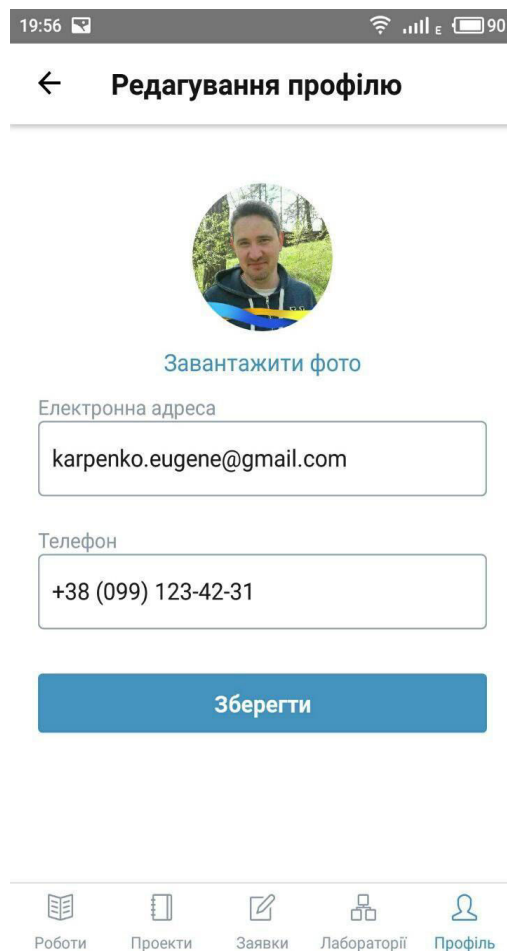 19:56
E
90
Редагування профілю
Завантажити фото
Електронна адреса
karpenko.eugene@gmail.com
Телефон
+38 (099) 123-42-31
Зберегти
Роботи
Проекти
Заявки
Лабораторії
Профіль